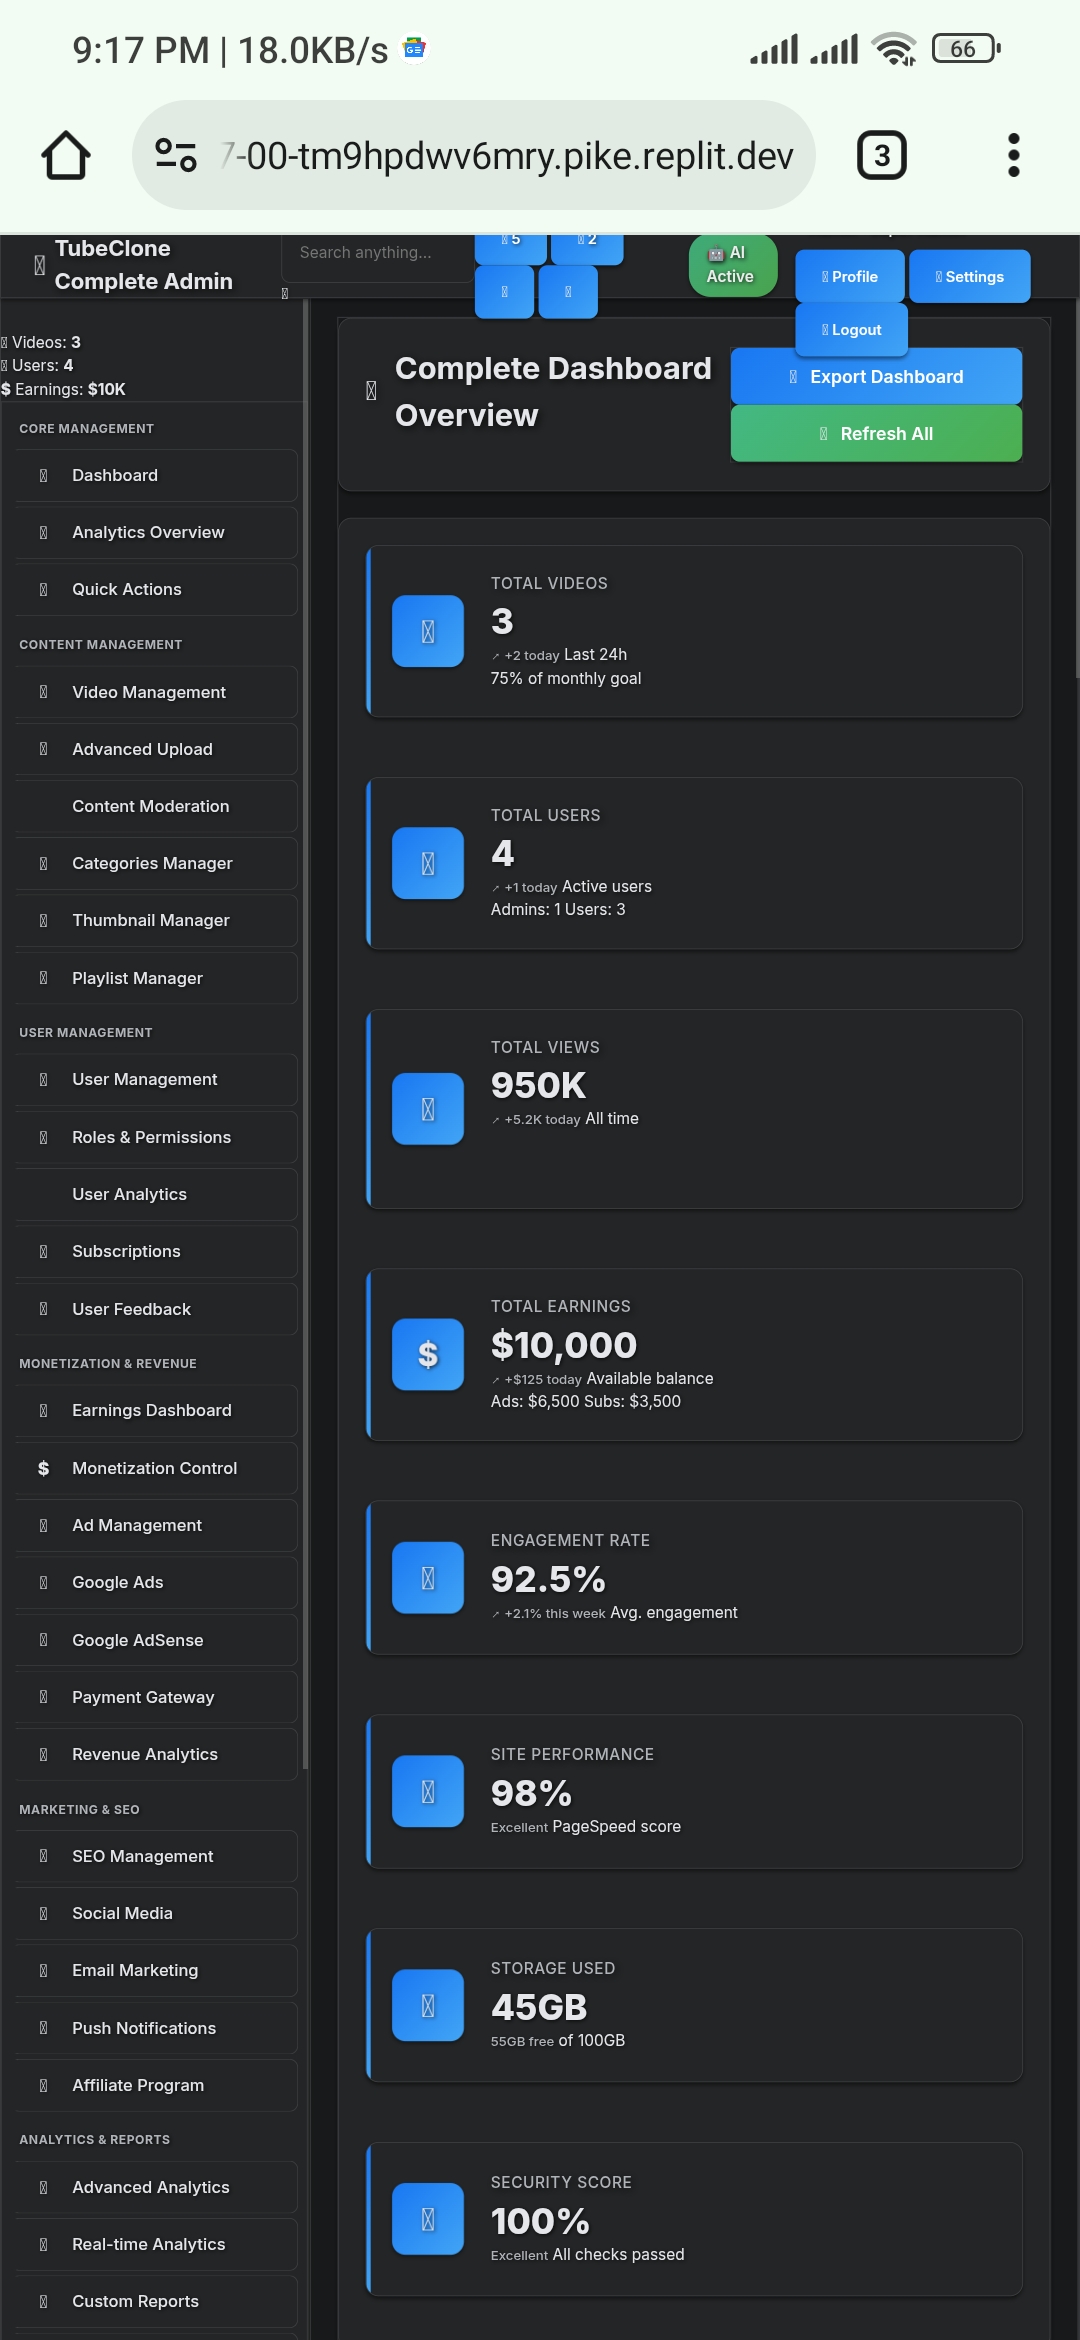 9:17 PM | 18.0KB/s
66
7-00-tm9hpdwv6mry.pike.replit.dev
3
TubeClone
Complete Admin
Search anything...
5
2
🤖 AI
Active
Profile
Settings
Logout
Videos: 3
Users: 4
$ Earnings: $10K
CORE MANAGEMENT
Dashboard
Analytics Overview
Quick Actions
CONTENT MANAGEMENT
Video Management
Advanced Upload
Content Moderation
Categories Manager
Thumbnail Manager
Playlist Manager
USER MANAGEMENT
User Management
Roles & Permissions
User Analytics
Subscriptions
User Feedback
MONETIZATION & REVENUE
Earnings Dashboard
$ Monetization Control
Ad Management
Google Ads
Google AdSense
Payment Gateway
Revenue Analytics
MARKETING & SEO
SEO Management
Social Media
Email Marketing
Push Notifications
Affiliate Program
ANALYTICS & REPORTS
Advanced Analytics
Real-time Analytics
Custom Reports
Complete Dashboard
Overview
Export Dashboard
Refresh All
TOTAL VIDEOS
3
↗ +2 today Last 24h
75% of monthly goal
TOTAL USERS
4
↗ +1 today Active users
Admins: 1 Users: 3
TOTAL VIEWS
950K
↗ +5.2K today All time
$
TOTAL EARNINGS
$10,000
↗ +$125 today Available balance
Ads: $6,500 Subs: $3,500
ENGAGEMENT RATE
92.5%
↗ +2.1% this week Avg. engagement
SITE PERFORMANCE
98%
Excellent PageSpeed score
STORAGE USED
45GB
55GB free of 100GB
SECURITY SCORE
100%
Excellent All checks passed